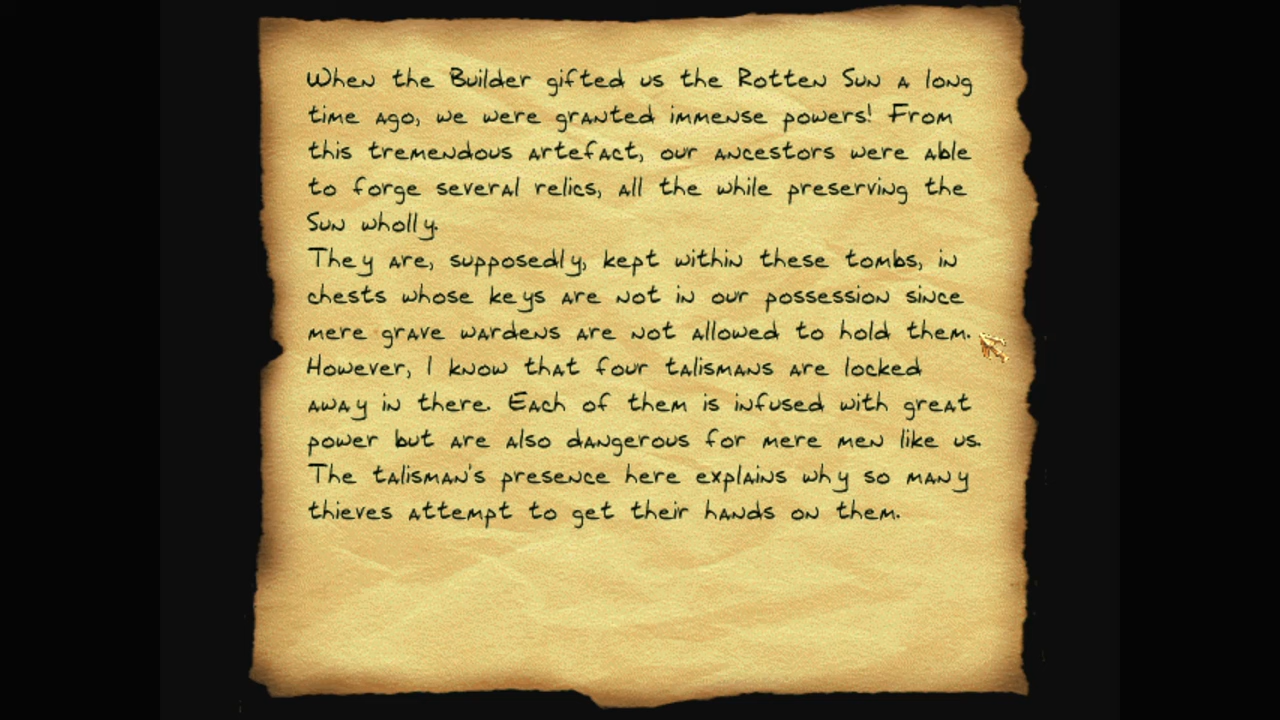 When the Builder gifted us the Rotten Sun a long
time ago, we were granted immense powers! From
this tremendous artefact, our ancestors were able
to forge several relics, all the while preserving the
Sun wholly.
They are, supposedly, kept within these tombs, in
chests whose keys are not in our possession since
mere grave wardens are not allowed to hold them.
However, I know that four talismans are locked
away in there. Each of them is infused with great
power but are also dangerous for mere men like us.
The talisman's presence here explains why so many
thieves attempt to get their hands on them.